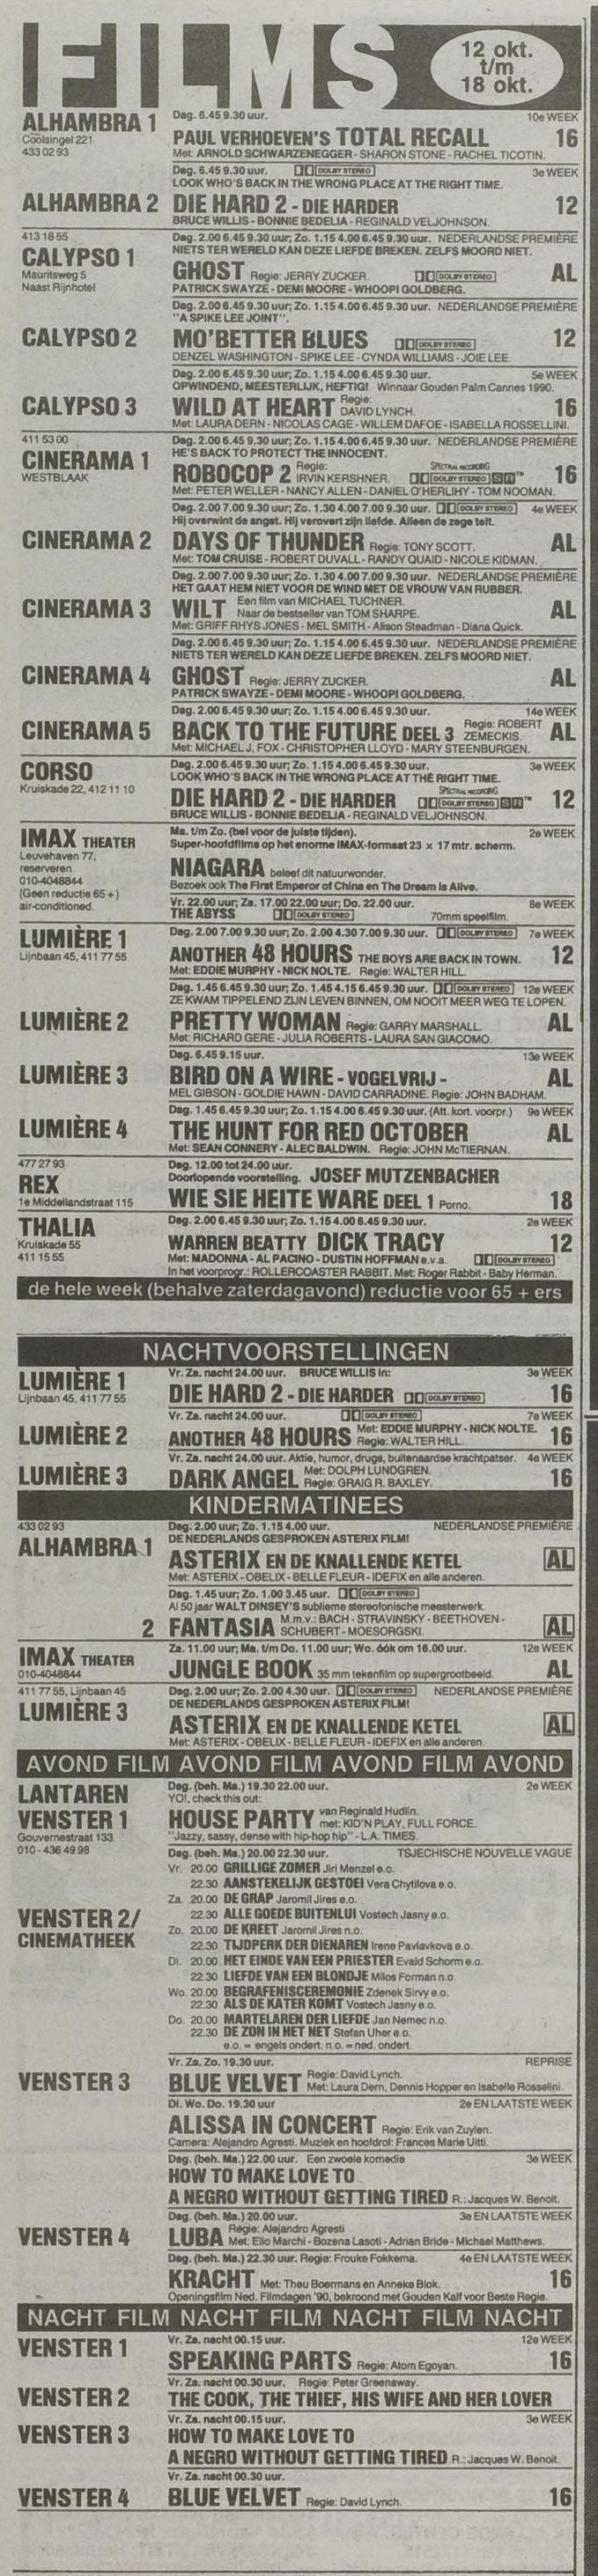 FILMS
12 okt.
t/m
18 okt.
ALHAMBRA 1
Coolsingel 221
433 02 93
Dag. 6.45 9.30 uur. 10e WEEK
PAUL VERHOEVEN'S TOTAL RECALL 16
Met: ARNOLD SCHWARZENEGGER - SHARON STONE - RACHEL TICOTIN.
Dag. 6.45 9.30 uur. DOLBY STEREO 3e WEEK
LOOK WHO'S BACK IN THE WRONG PLACE AT THE RIGHT TIME.
ALHAMBRA 2 DIE HARD 2 - DIE HARDER 12
BRUCE WILLIS - BONNIE BEDELIA - REGINALD VELJOHNSON.
413 18 55
CALYPSO 1
Mauritsweg 5
Naast Rijnhotel
Dag. 2.00 6.45 9.30 uur; Zo. 1.15 4.00 6.45 9.30 uur. NEDERLANDSE PREMIÈRE
NIETS TER WERELD KAN DEZE LIEFDE BREKEN. ZELFS MOORD NIET.
GHOST Regie: JERRY ZUCKER. DOLBY STEREO AL
PATRICK SWAYZE - DEMI MOORE - WHOOPI GOLDBERG.
Dag. 2.00 6.45 9.30 uur; Zo. 1.15 4.00 6.45 9.30 uur. NEDERLANDSE PREMIÈRE
"A SPIKE LEE JOINT".
CALYPSO 2 MO'BETTER BLUES DOLBY STEREO 12
DENZEL WASHINGTON - SPIKE LEE - CYNDA WILLIAMS - JOIE LEE.
Dag. 2.00 6.45 9.30 uur; Zo. 1.15 4.00 6.45 9.30 uur. 5e WEEK
OPWINDEND, MEESTERLIJK, HEFTIG! Winnaar Gouden Palm Cannes 1990.
CALYPSO 3 WILD AT HEART Regie: DAVID LYNCH. 16
Met: LAURA DERN - NICOLAS CAGE - WILLEM DAFOE - ISABELLA ROSSELLINI.
411 53 00
CINERAMA 1
WESTBLAAK
Dag. 2.00 6.45 9.30 uur; Zo. 1.15 4.00 6.45 9.30 uur. NEDERLANDSE PREMIÈRE
HE'S BACK TO PROTECT THE INNOCENT.
ROBOCOP 2 Regie: IRVIN KERSHNER. SPECTRAL RECORDING DOLBY STEREO SR™ 16
Met: PETER WELLER - NANCY ALLEN - DANIEL O'HERLIHY - TOM NOOMAN.
Dag. 2.00 7.00 9.30 uur; Zo. 1.30 4.00 7.00 9.30 uur. DOLBY STEREO 4e WEEK
Hij overwint de angst. Hij verovert zijn liefde. Alleen de zege telt.
CINERAMA 2 DAYS OF THUNDER Regie: TONY SCOTT. AL
Met: TOM CRUISE - ROBERT DUVALL - RANDY QUAID - NICOLE KIDMAN.
Dag. 2.00 7.00 9.30 uur; Zo. 1.30 4.00 7.00 9.30 uur. NEDERLANDSE PREMIÈRE
HET GAAT HEM NIET VOOR DE WIND MET DE VROUW VAN RUBBER.
CINERAMA 3 WILT Een film van MICHAEL TUCHNER. AL
Naar de bestseller van TOM SHARPE.
Met: GRIFF RHYS JONES - MEL SMITH - Alison Steadman - Diana Quick.
Dag. 2.00 6.45 9.30 uur; Zo. 1.15 4.00 6.45 9.30 uur. NEDERLANDSE PREMIÈRE
NIETS TER WERELD KAN DEZE LIEFDE BREKEN. ZELFS MOORD NIET.
CINERAMA 4 GHOST Regie: JERRY ZUCKER. AL
PATRICK SWAYZE - DEMI MOORE - WHOOPI GOLDBERG.
Dag. 2.00 6.45 9.30 uur; Zo. 1.15 4.00 6.45 9.30 uur. 14e WEEK
CINERAMA 5 BACK TO THE FUTURE DEEL 3 Regie: ROBERT ZEMECKIS. AL
Met: MICHAEL J. FOX - CHRISTOPHER LLOYD - MARY STEENBURGEN.
CORSO
Kruiskade 22, 412 11 10
Dag. 2.00 6.45 9.30 uur; Zo. 1.15 4.00 6.45 9.30 uur. 3e WEEK
LOOK WHO'S BACK IN THE WRONG PLACE AT THE RIGHT TIME.
DIE HARD 2 - DIE HARDER SPECTRAL RECORDING DOLBY STEREO SR™ 12
BRUCE WILLIS - BONNIE BEDELIA - REGINALD VELJOHNSON.
IMAX THEATER
Leuvehaven 77,
reserveren
010-4048844
(Geen reductie 65+)
air-conditioned.
Ma. t/m Zo. (bel voor de juiste tijden). 2e WEEK
Super-hoofdfilms op het enorme IMAX-formaat 23 x 17 mtr. scherm.
NIAGARA beleef dit natuurwonder.
Bezoek ook The First Emperor of China en The Dream is Alive.
Vr. 22.00 uur; Za. 17.00 22.00 uur; Do. 22.00 uur. 8e WEEK
THE ABYSS DOLBY STEREO 70mm speelfilm.
LUMIÈRE 1
Lijnbaan 45, 411 77 55
Dag. 2.00 7.00 9.30 uur; Zo. 2.00 4.30 7.00 9.30 uur. DOLBY STEREO 7e WEEK
ANOTHER 48 HOURS THE BOYS ARE BACK IN TOWN. 12
Met: EDDIE MURPHY - NICK NOLTE. Regie: WALTER HILL.
Dag. 1.45 6.45 9.30 uur; Zo. 1.45 4.15 6.45 9.30 uur. DOLBY STEREO 12e WEEK
ZE KWAM TIPPELEND ZIJN LEVEN BINNEN, OM NOOIT MEER WEG TE LOPEN.
LUMIÈRE 2 PRETTY WOMAN Regie: GARRY MARSHALL. AL
Met: RICHARD GERE - JULIA ROBERTS - LAURA SAN GIACOMO.
Dag. 6.45 9.15 uur. 13e WEEK
LUMIÈRE 3 BIRD ON A WIRE - VOGELVRIJ - AL
MEL GIBSON - GOLDIE HAWN - DAVID CARRADINE. Regie: JOHN BADHAM.
Dag. 1.45 6.45 9.30 uur; Zo. 1.15 4.00 6.45 9.30 uur. (Att. kort. voorpr.) 9e WEEK
LUMIÈRE 4 THE HUNT FOR RED OCTOBER AL
Met: SEAN CONNERY - ALEC BALDWIN. Regie: JOHN McTIERNAN.
477 27 93
REX
1e Middellandstraat 115
Dag. 12.00 tot 24.00 uur.
Doorlopende voorstelling. JOSEF MUTZENBACHER
WIE SIE HEITE WARE DEEL 1 Porno. 18
THALIA
Kruiskade 55
411 15 55
Dag. 2.00 6.45 9.30 uur; Zo. 1.15 4.00 6.45 9.30 uur. 2e WEEK
WARREN BEATTY DICK TRACY 12
Met: MADONNA - AL PACINO - DUSTIN HOFFMAN e.v.a. DOLBY STEREO
In het voorprogr.: ROLLERCOASTER RABBIT. Met: Roger Rabbit - Baby Herman.
de hele week (behalve zaterdagavond) reductie voor 65 + ers
NACHTVOORSTELLINGEN
LUMIÈRE 1
Lijnbaan 45, 411 77 55
Vr. Za. nacht 24.00 uur. BRUCE WILLIS in: 3e WEEK
DIE HARD 2 - DIE HARDER DOLBY STEREO 16
Vr. Za. nacht 24.00 uur. DOLBY STEREO 7e WEEK
LUMIÈRE 2 ANOTHER 48 HOURS Met: EDDIE MURPHY - NICK NOLTE. Regie: WALTER HILL. 16
Vr. Za. nacht 24.00 uur. Aktie, humor, drugs, buitenaardse krachtpatser. 4e WEEK
LUMIÈRE 3 DARK ANGEL Met: DOLPH LUNDGREN. Regie: GRAIG R. BAXLEY. 16
KINDERMATINEES
433 02 93
ALHAMBRA 1
Dag. 2.00 uur; Zo. 1.15 4.00 uur. NEDERLANDSE PREMIÈRE
DE NEDERLANDS GESPROKEN ASTERIX FILM!
ASTERIX EN DE KNALLENDE KETEL AL
Met: ASTERIX - OBELIX - BELLE FLEUR - IDEFIX en alle anderen.
Dag. 1.45 uur; Zo. 1.00 3.45 uur. DOLBY STEREO
Al 50 jaar WALT DINSEY'S sublieme stereofonische meesterwerk.
2 FANTASIA M.m.v.: BACH - STRAVINSKY - BEETHOVEN - SCHUBERT - MOESORGSKI. AL
IMAX THEATER
010-4048844
Za. 11.00 uur; Ma. t/m Do. 11.00 uur; Wo. óók om 16.00 uur. 12e WEEK
JUNGLE BOOK 35 mm tekenfilm op supergrootbeeld. AL
411 77 55, Lijnbaan 45
LUMIÈRE 3
Dag. 2.00 uur; Zo. 2.00 4.30 uur. DOLBY STEREO NEDERLANDSE PREMIÈRE
DE NEDERLANDS GESPROKEN ASTERIX FILM!
ASTERIX EN DE KNALLENDE KETEL AL
Met: ASTERIX - OBELIX - BELLE FLEUR - IDEFIX en alle anderen.
AVOND FILM AVOND FILM AVOND FILM AVOND
LANTAREN
VENSTER 1
Gouvernestraat 133
010 - 436 49 98
Dag. (beh. Ma.) 19.30 22.00 uur. 2e WEEK
YO!, check this out:
HOUSE PARTY van Reginald Hudlin. met: KID'N PLAY, FULL FORCE.
"Jazzy, sassy, dense with hip-hop hip" - L.A. TIMES.
Dag. (beh. Ma.) 20.00 22.30 uur. TSJECHISCHE NOUVELLE VAGUE
VENSTER 2/
CINEMATHEEK
Vr. 20.00 GRILLIGE ZOMER Jiri Menzel e.o.
22.30 AANSTEKELIJK GESTOEI Vera Chytilova e.o.
Za. 20.00 DE GRAP Jaromil Jires e.o.
22.30 ALLE GOEDE BUITENLUI Vostech Jasny e.o.
Zo. 20.00 DE KREET Jaromil Jires n.o.
22.30 TIJDPERK DER DIENAREN Irene Pavlavkova e.o.
Di. 20.00 HET EINDE VAN EEN PRIESTER Evald Schorm e.o.
22.30 LIEFDE VAN EEN BLONDJE Milos Forman n.o.
Wo. 20.00 BEGRAFENISCEREMONIE Zdenek Sirvy e.o.
22.30 ALS DE KATER KOMT Vostech Jasny e.o.
Do. 20.00 MARTELAREN DER LIEFDE Jan Nemec n.o.
22.30 DE ZON IN HET NET Stefan Uher e.o.
e.o. = engels ondert. n.o. = ned. ondert.
Vr. Za. Zo. 19.30 uur. REPRISE
VENSTER 3 BLUE VELVET Regie: David Lynch. Met: Laura Dern, Dennis Hopper en Isabelle Rosselini.
Di. Wo. Do. 19.30 uur 2e EN LAATSTE WEEK
ALISSA IN CONCERT Regie: Erik van Zuylen.
Camera: Alejandro Agresti. Muziek en hoofdrol: Frances Marie Uitti.
Dag. (beh. Ma.) 22.00 uur. Een zwoele komedie 3e WEEK
HOW TO MAKE LOVE TO
A NEGRO WITHOUT GETTING TIRED R.: Jacques W. Benoit.
Dag. (beh. Ma.) 20.00 uur. 3e EN LAATSTE WEEK
VENSTER 4 LUBA Regie: Alejandro Agresti
Met: Elio Marchi - Bozena Lasoti - Adrian Bride - Michael Matthews.
Dag. (beh. Ma.) 22.30 uur. Regie: Frouke Fokkema. 4e EN LAATSTE WEEK
KRACHT Met: Theu Boermans en Anneke Blok. 16
Openingsfilm Ned. Filmdagen '90, bekroond met Gouden Kalf voor Beste Regie.
NACHT FILM NACHT FILM NACHT FILM NACHT
Vr. Za. nacht 00.15 uur. 12e WEEK
VENSTER 1 SPEAKING PARTS Regie: Atom Egoyan. 16
Vr. Za. nacht 00.30 uur. Regie: Peter Greenaway.
VENSTER 2 THE COOK, THE THIEF, HIS WIFE AND HER LOVER
Vr. Za. nacht 00.15 uur. 3e WEEK
VENSTER 3 HOW TO MAKE LOVE TO
A NEGRO WITHOUT GETTING TIRED R.: Jacques W. Benoit.
Vr. Za. nacht 00.30 uur.
VENSTER 4 BLUE VELVET Regie: David Lynch. 16